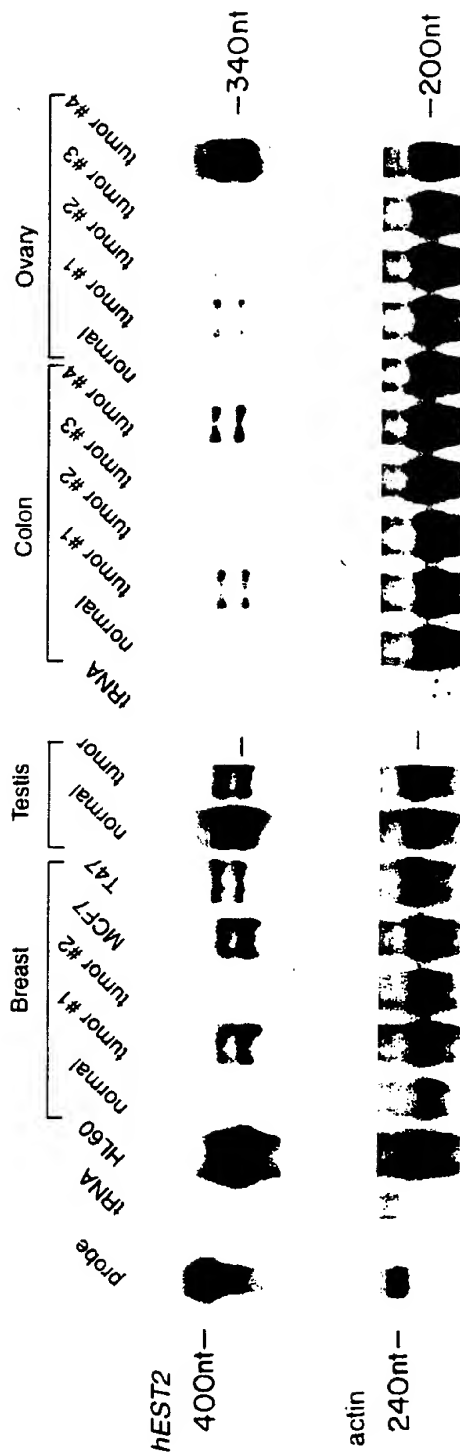 Breast Testis Colon Ovary
probe tRNA HL60 normal tumor #1 tumor #2 MCF7 T47 normal tumor tRNA normal tumor #1 tumor #2 tumor #3 tumor #4 normal tumor #1 tumor #2 tumor #3 tumor #4
hEST2
400nt– –340nt
actin
240nt– –200nt